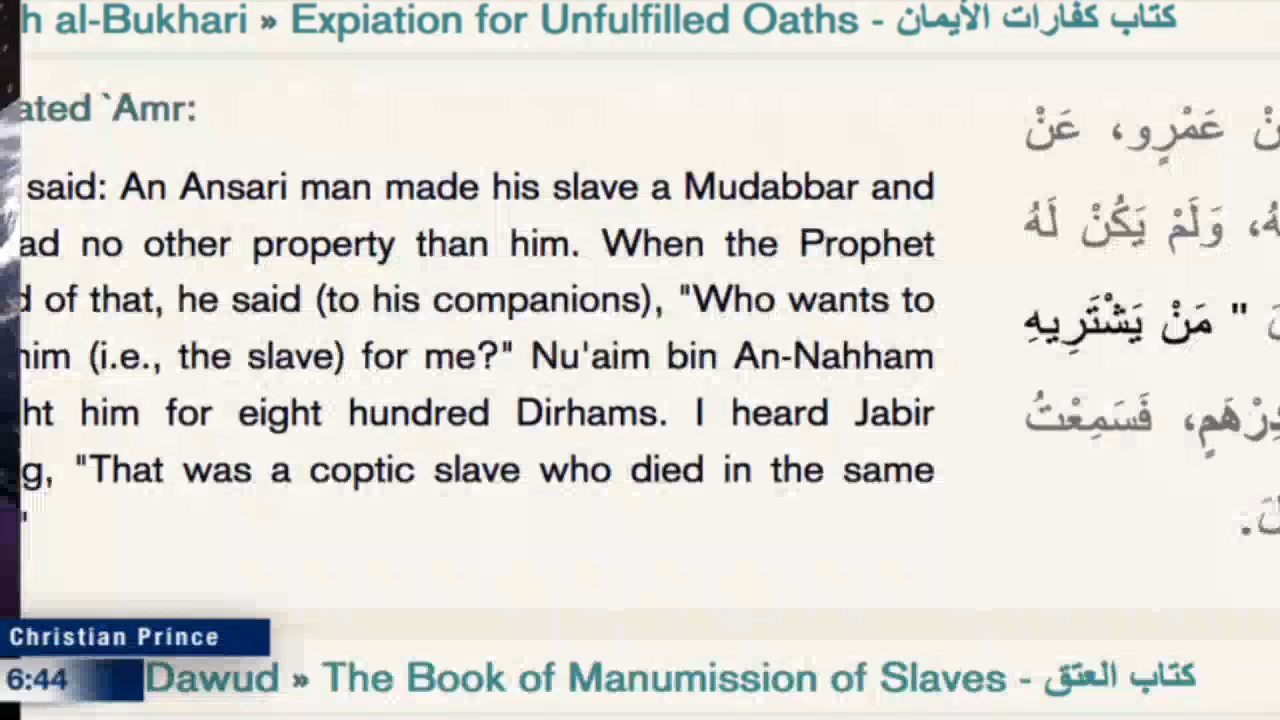 h al-Bukhari » Expiation for Unfulfilled Oaths - كتاب كفارات الأيمان
ated `Amr:
said: An Ansari man made his slave a Mudabbar and
ad no other property than him. When the Prophet
d of that, he said (to his companions), "Who wants to
him (i.e., the slave) for me?" Nu'aim bin An-Nahham
ht him for eight hundred Dirhams. I heard Jabir
g, "That was a coptic slave who died in the same
"
عَمْرٍو، عَنْ
وَلَمْ يَكُنْ لَهُ
" مَنْ يَشْتَرِيهِ
فَسَمِعْتُ
Christian Prince
6:44
Dawud » The Book of Manumission of Slaves - كتاب العتق